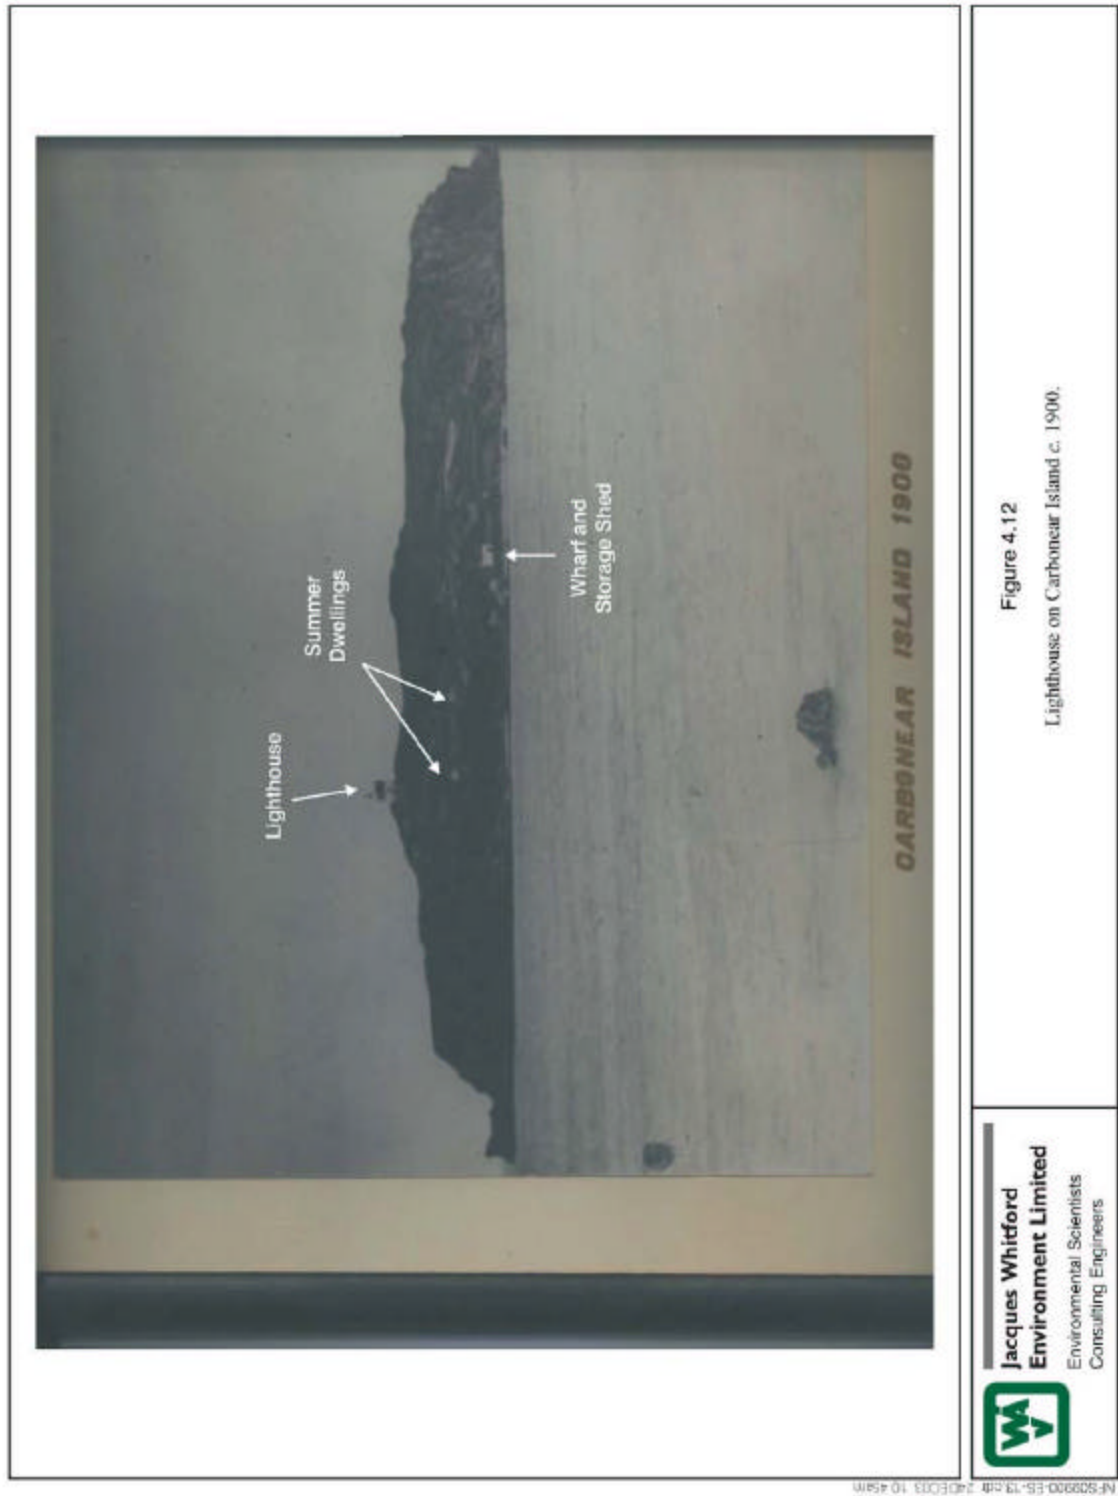 Lighthouse
Summer
Dwellings
Wharf and
Storage Shed
CARBONEAR ISLAND 1900
Jacques Whitford
Environment Limited
Environmental Scientists
Consulting Engineers
Figure 4.12
Lighthouse on Carbonear Island c. 1900.